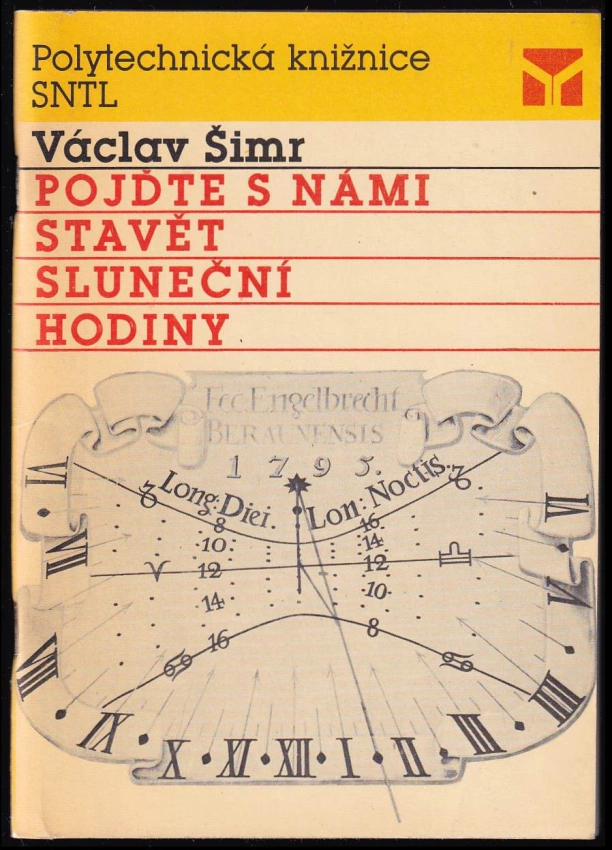 Polytechnická knižnice
SNTL
Václav Šimr
POJĎTE S NÁMI
STAVĚT
SLUNEČNÍ
HODINY
Fec. Engelbrecht
BERAUNENSIS
1795.
Long: Diei.
Lon: Noctis.
♑
♑
8
16
10
14
♈
12
12
♎
14
10
16
8
♋
♋
VI
VII
VIII
IX
X
XI
XII
I
II
III
IIII
V
VI